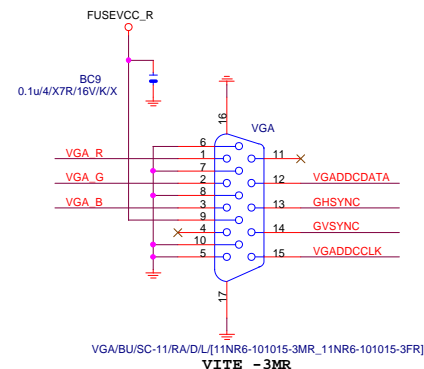 FUSEVCC_R
BC9
0.1u/4/X7R/16V/K/X
16
VGA
6
VGA_R 1 11
7
VGA_G 2 12 VGADDCDATA
8
VGA_B 3 13 GHSYNC
9
4 14 GVSYNC
10
5 15 VGADDCCLK
17
VGA/BU/SC-11/RA/D/L/[11NR6-101015-3MR_11NR6-101015-3FR]
VITE -3MR